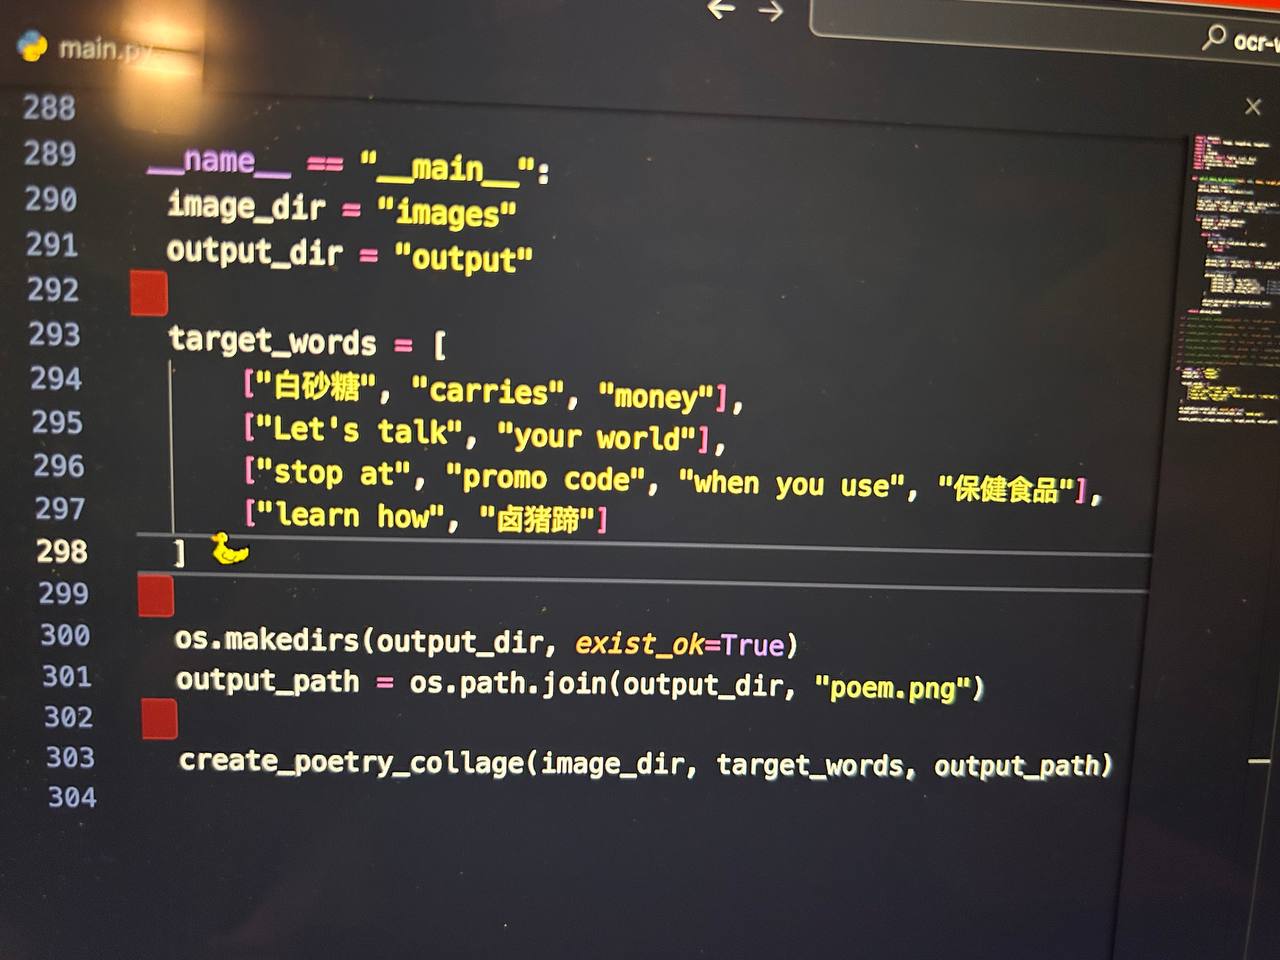 main.py
ocr-w
288
289 __name__ == "__main__":
290 image_dir = "images"
291 output_dir = "output"
292
293 target_words = [
294 ["白砂糖", "carries", "money"],
295 ["Let's talk", "your world"],
296 ["stop at", "promo code", "when you use", "保健食品"],
297 ["learn how", "卤猪蹄"]
298 ]
299
300 os.makedirs(output_dir, exist_ok=True)
301 output_path = os.path.join(output_dir, "poem.png")
302
303 create_poetry_collage(image_dir, target_words, output_path)
304